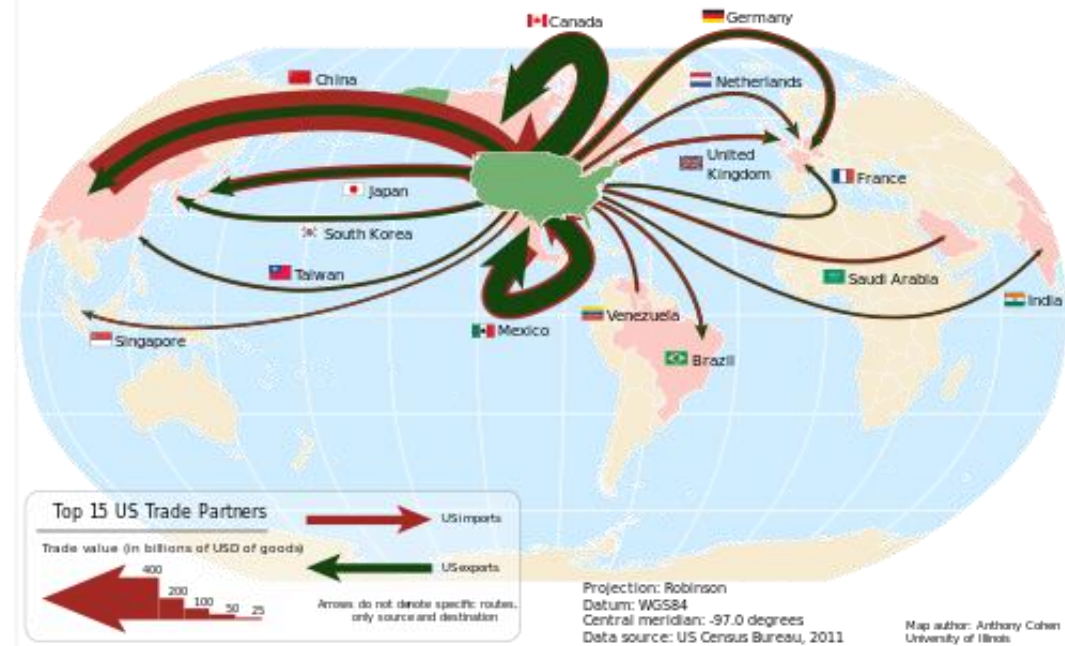 Canada
Germany
China
Netherlands
United
Kingdom
France
Japan
South Korea
Taiwan
Saudi Arabia
India
Singapore
Mexico
Venezuela
Brazil
Top 15 US Trade Partners
Trade value (in billions of USD of goods)
400
200
100
50
25
US imports
US exports
Arrows do not denote specific routes,
only source and destination
Projection: Robinson
Datum: WGS84
Central meridian: -97.0 degrees
Data source: US Census Bureau, 2011
Map author: Anthony Cohen
University of Illinois